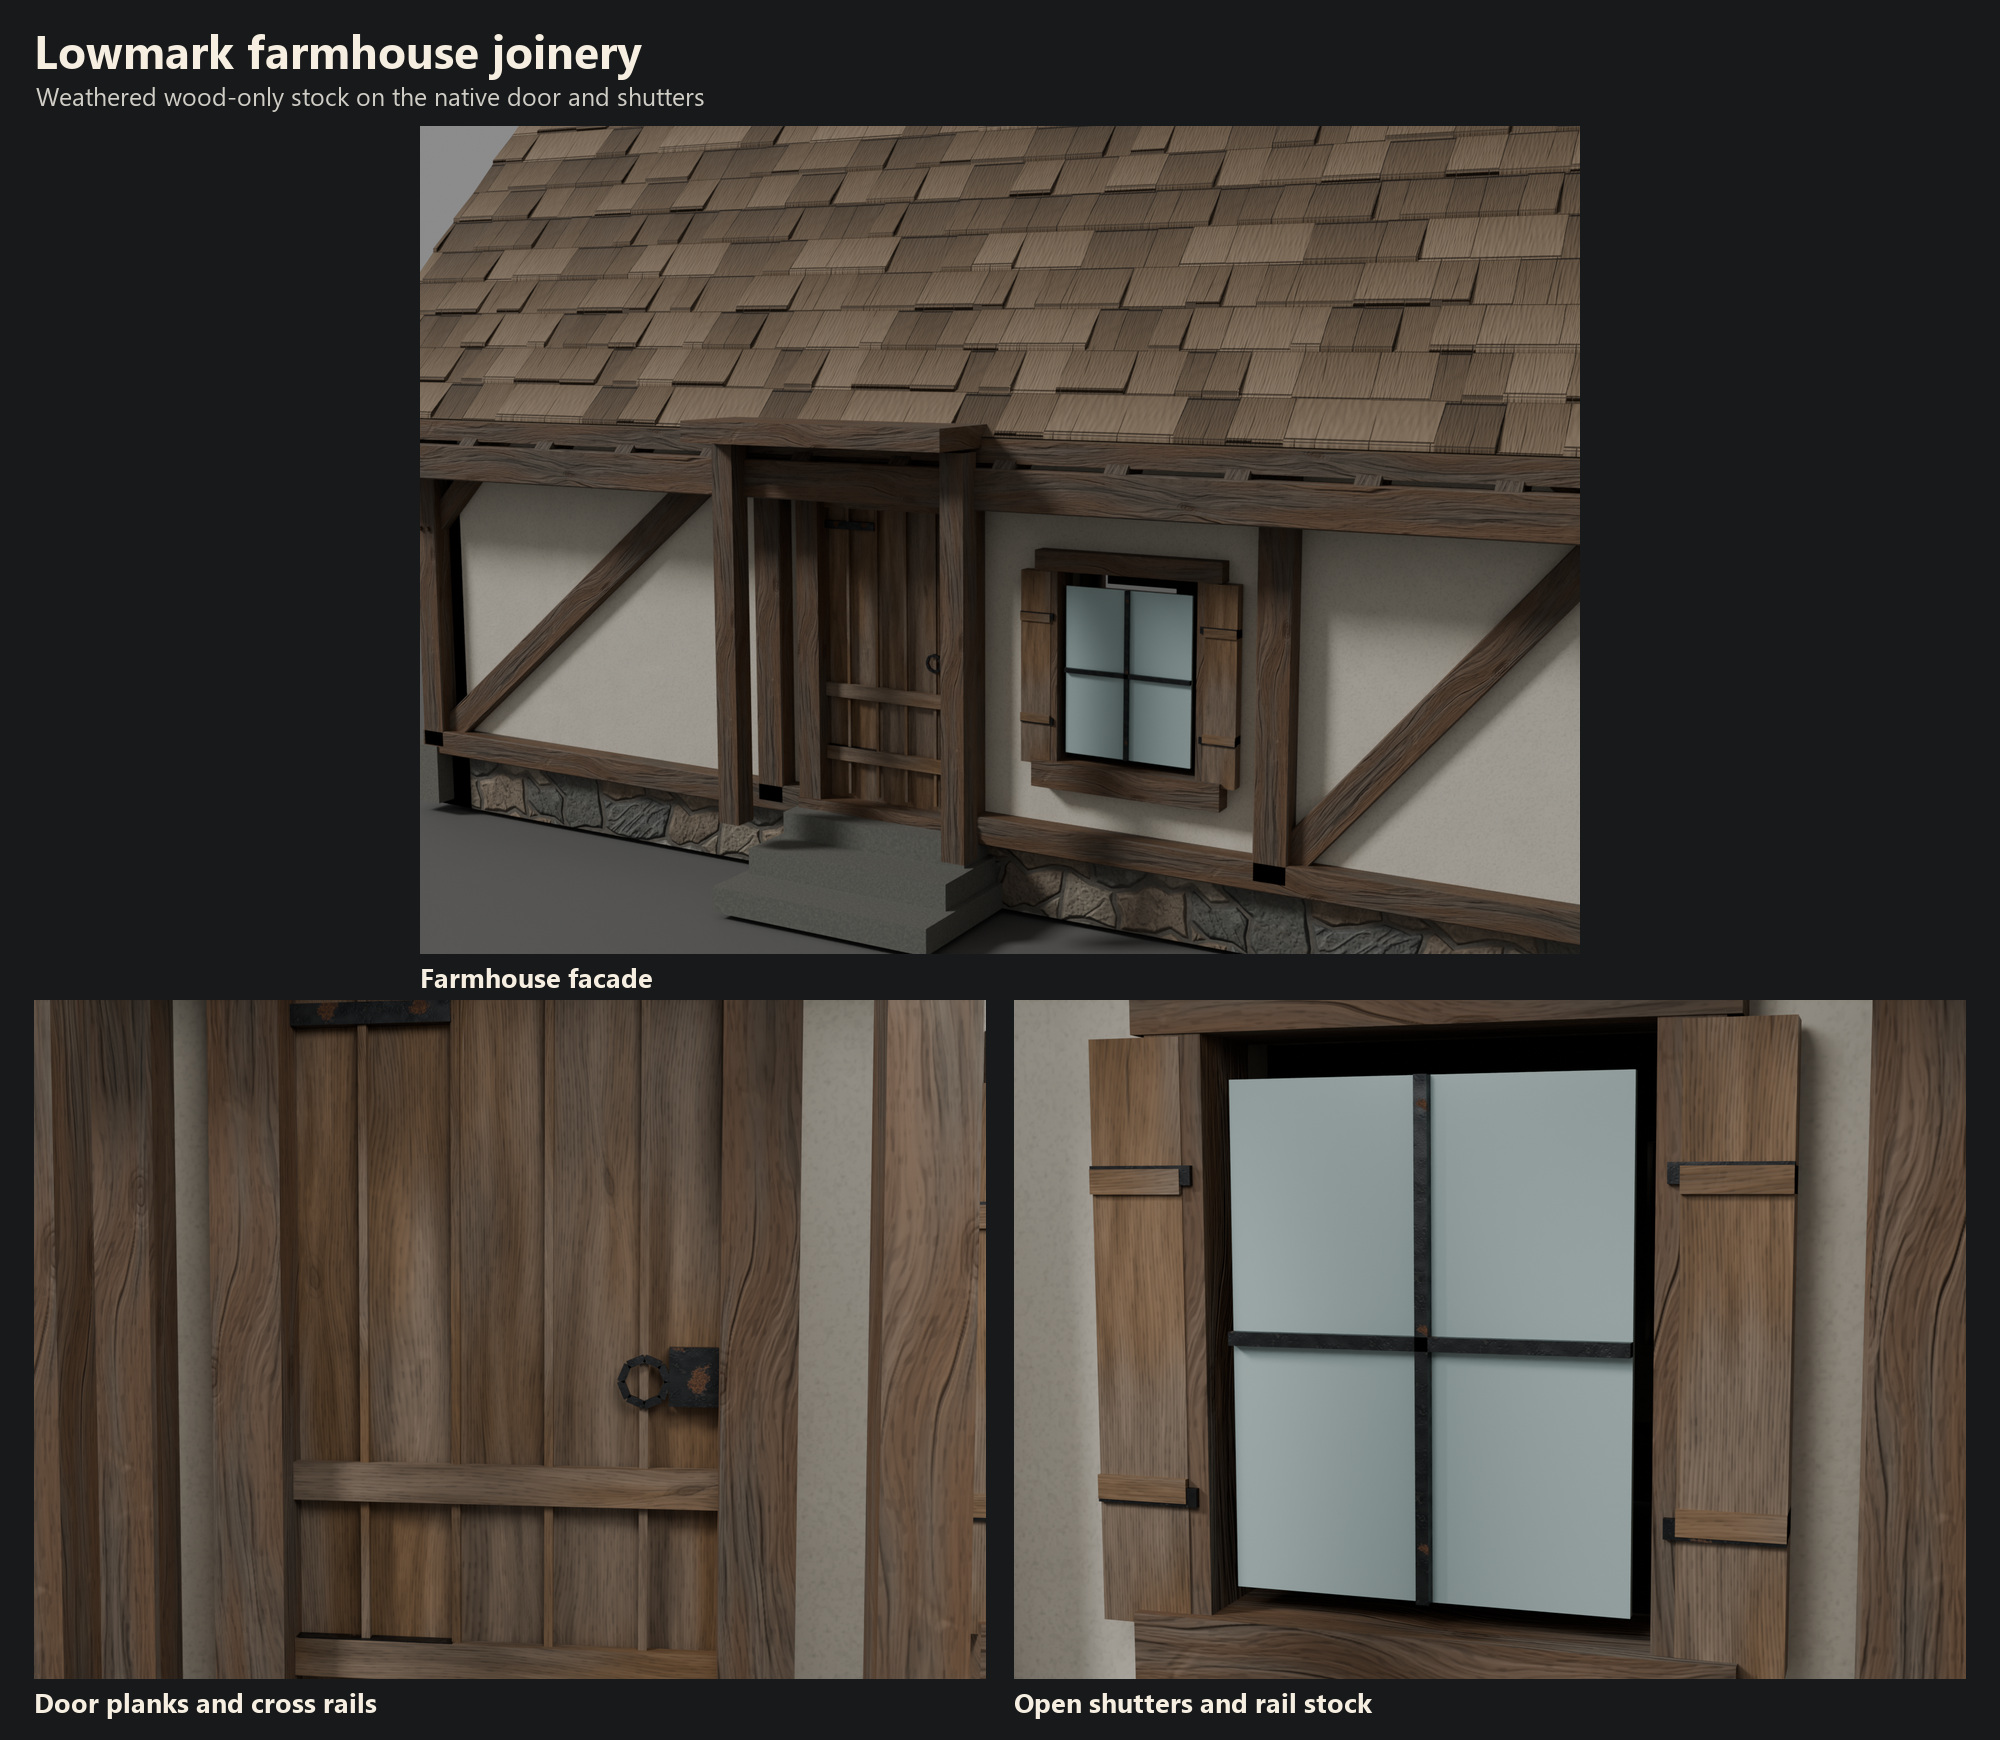 Lowmark farmhouse joinery
Weathered wood-only stock on the native door and shutters
Farmhouse facade
Door planks and cross rails
Open shutters and rail stock